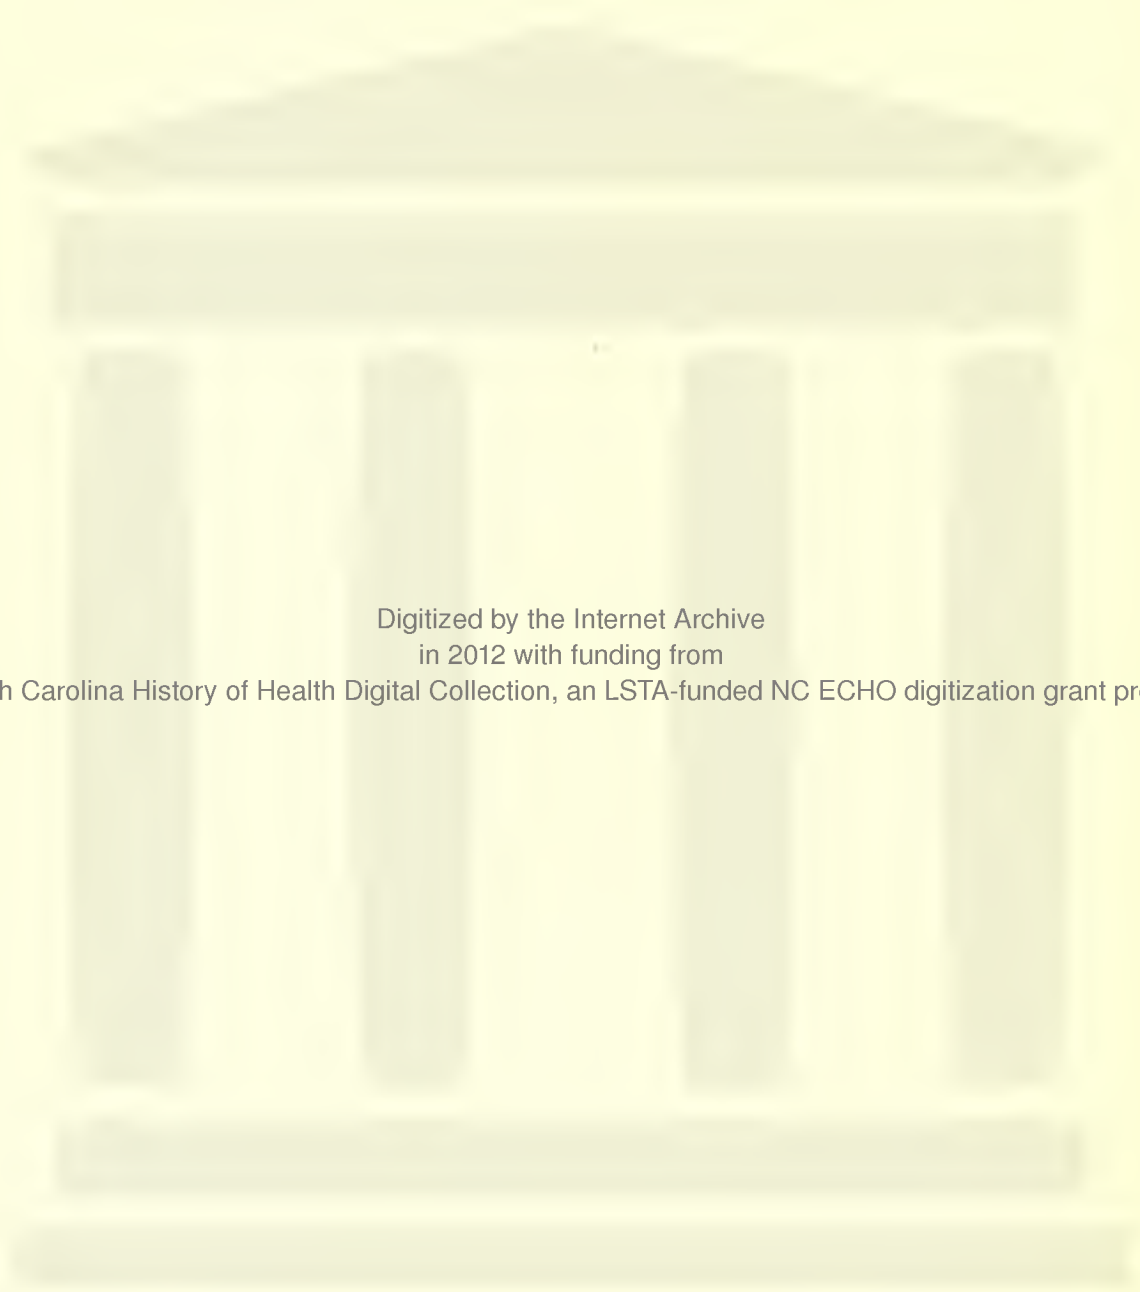 Digitized by the Internet Archive
in 2012 with funding from
h Carolina History of Health Digital Collection, an LSTA-funded NC ECHO digitization grant pr